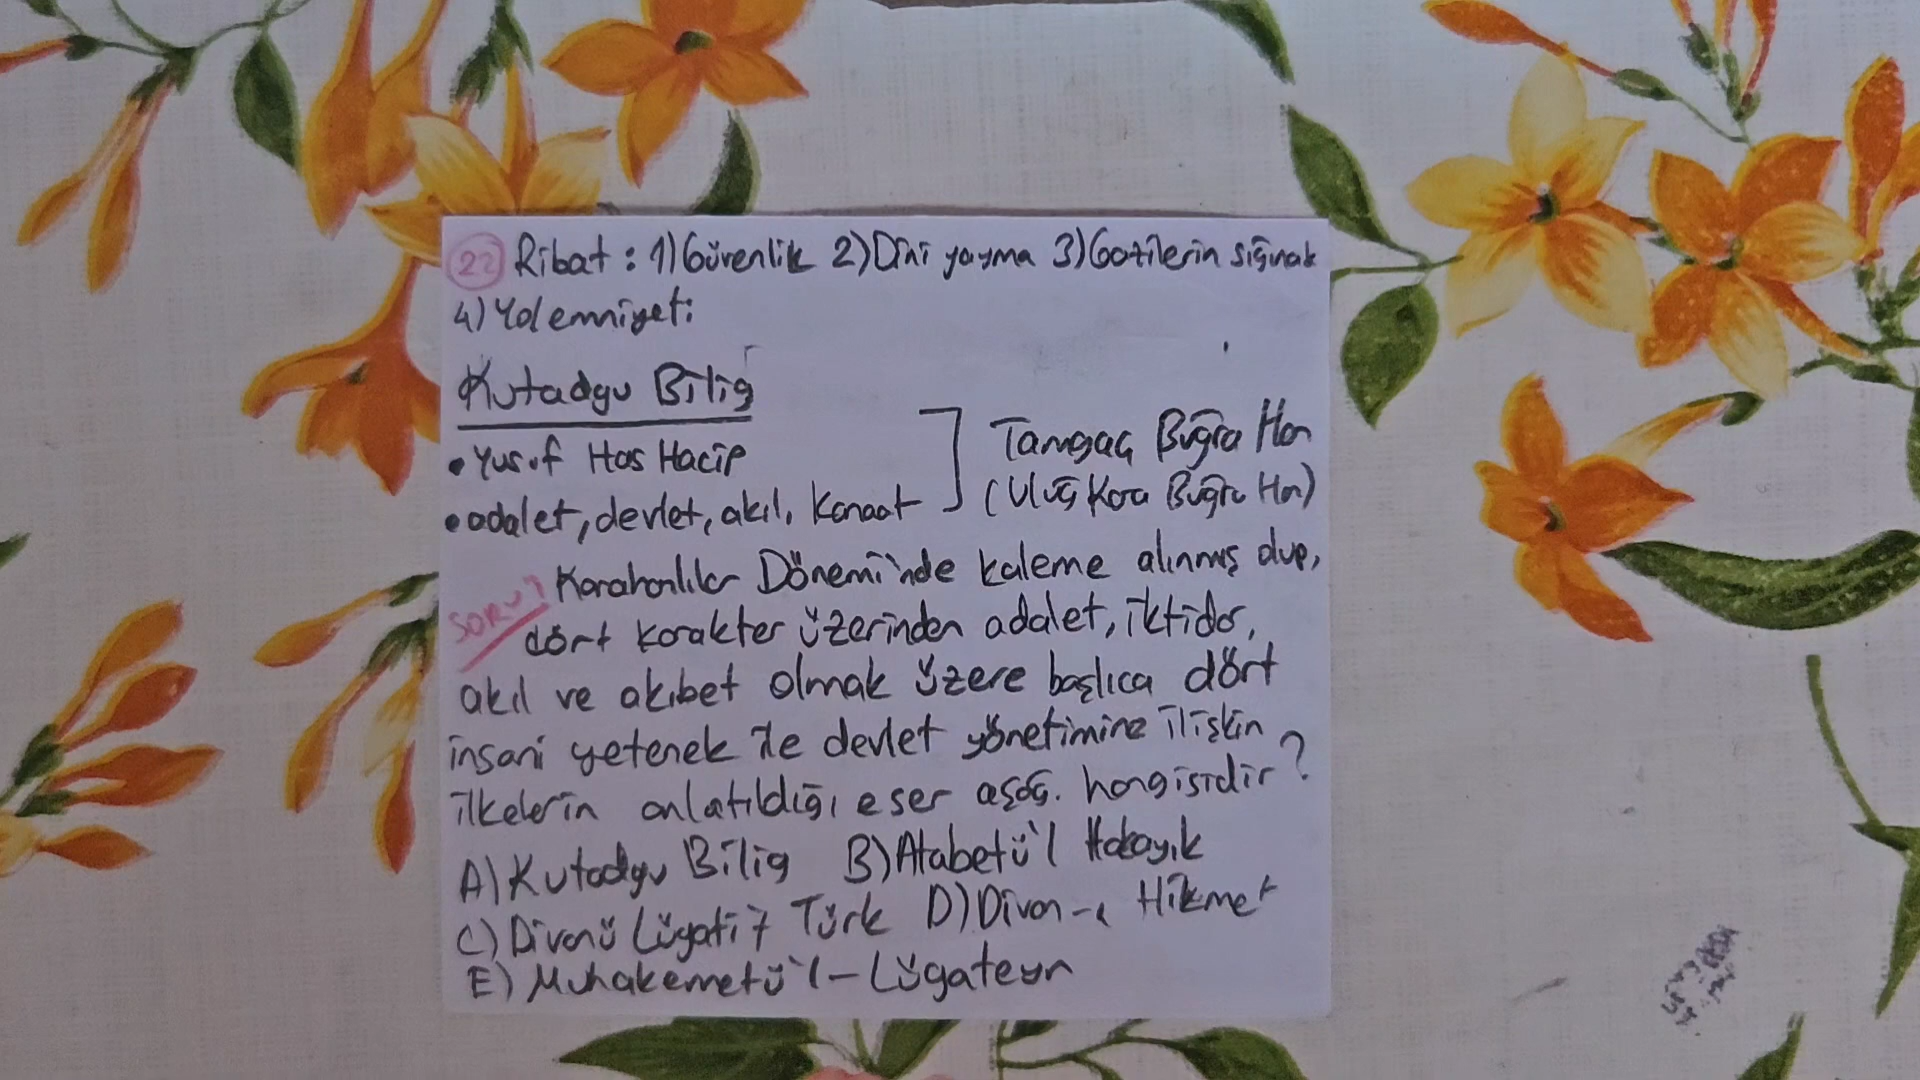 22 Ribat : 1) Güvenlik 2) Dini yayma 3) Gazilerin sığınak
4) Yol emniyeti
Kutadgu Bilig
• Yusuf Has Hacip
• adalet, devlet, akıl, kanaat
Tamgaç Buğra Han
(Uluğ Kara Buğra Han)
SORU: Karahanlılar Dönemi'nde kaleme alınmış olup,
dört karakter üzerinden adalet, iktidar,
akıl ve akıbet olmak üzere başlıca dört
insani yetenek ile devlet yönetimine ilişkin
ilkelerin anlatıldığı eser aşağ. hangisidir?
A) Kutadgu Bilig B) Atabetü'l Hakayık
C) Divanü Lügati't Türk D) Divan-ı Hikmet
E) Muhakemetü'l-Lügateyn